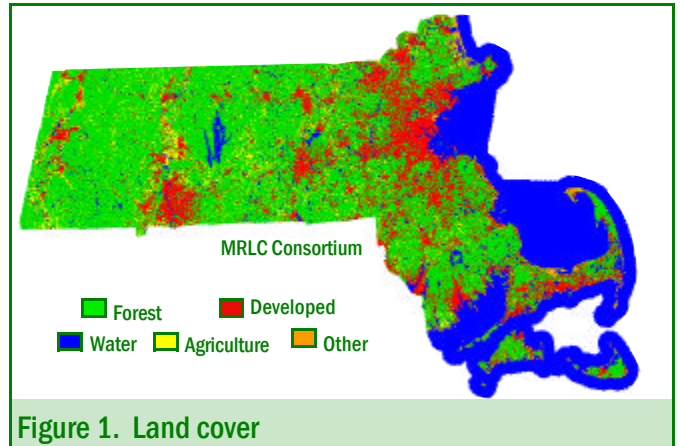 MRLC Consortium
Forest Developed
Water Agriculture Other
Figure 1. Land cover